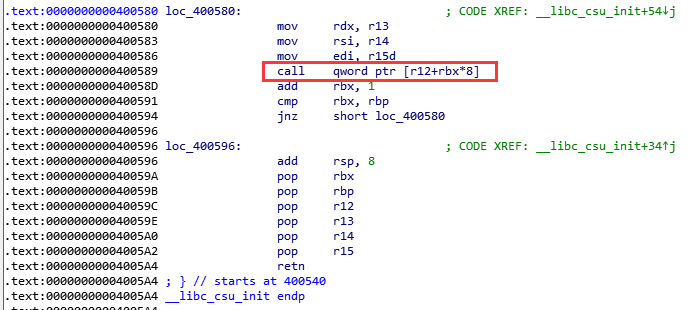 .text:0000000000400580 loc_400580: ; CODE XREF: __libc_csu_init+54↓j
.text:0000000000400580 mov rdx, r13
.text:0000000000400583 mov rsi, r14
.text:0000000000400586 mov edi, r15d
.text:0000000000400589 call qword ptr [r12+rbx*8]
.text:000000000040058D add rbx, 1
.text:0000000000400591 cmp rbx, rbp
.text:0000000000400594 jnz short loc_400580
.text:0000000000400596
.text:0000000000400596 loc_400596: ; CODE XREF: __libc_csu_init+34↑j
.text:0000000000400596 add rsp, 8
.text:000000000040059A pop rbx
.text:000000000040059B pop rbp
.text:000000000040059C pop r12
.text:000000000040059E pop r13
.text:00000000004005A0 pop r14
.text:00000000004005A2 pop r15
.text:00000000004005A4 retn
.text:00000000004005A4 ; } // starts at 400540
.text:00000000004005A4 __libc_csu_init endp